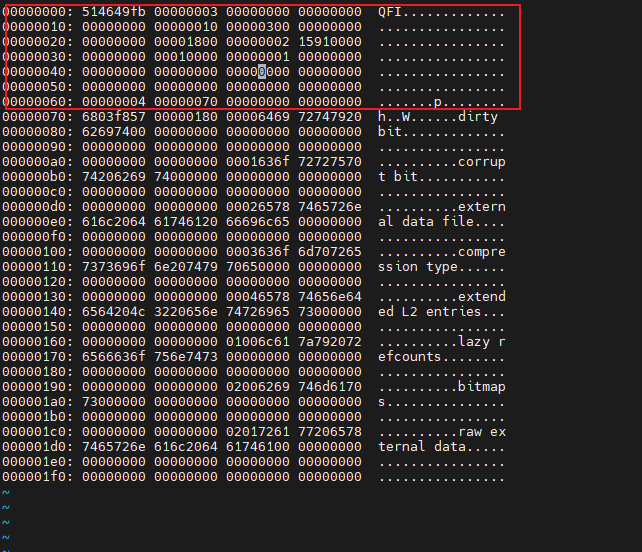 00000000: 514649fb 00000003 00000000 00000000  QFI.............
00000010: 00000000 00000010 00000300 00000000  ................
00000020: 00000000 00001800 00000002 15910000  ................
00000030: 00000000 00010000 00000001 00000000  ................
00000040: 00000000 00000000 00000000 00000000  ................
00000050: 00000000 00000000 00000000 00000000  ................
00000060: 00000004 00000070 00000000 00000000  .......p........
00000070: 6803f857 00000180 00006469 72747920  h..W......dirty
00000080: 62697400 00000000 00000000 00000000  bit.............
00000090: 00000000 00000000 00000000 00000000  ................
000000a0: 00000000 00000000 0001636f 72727570  ..........corrup
000000b0: 74206269 74000000 00000000 00000000  t bit...........
000000c0: 00000000 00000000 00000000 00000000  ................
000000d0: 00000000 00000000 00026578 7465726e  ..........extern
000000e0: 616c2064 61746120 66696c65 00000000  al data file....
000000f0: 00000000 00000000 00000000 00000000  ................
00000100: 00000000 00000000 0003636f 6d707265  ..........compre
00000110: 7373696f 6e207479 70650000 00000000  ssion type......
00000120: 00000000 00000000 00000000 00000000  ................
00000130: 00000000 00000000 00046578 74656e64  ..........extend
00000140: 6564204c 3220656e 74726965 73000000  ed L2 entries...
00000150: 00000000 00000000 00000000 00000000  ................
00000160: 00000000 00000000 01006c61 7a792072  ..........lazy r
00000170: 6566636f 756e7473 00000000 00000000  efcounts........
00000180: 00000000 00000000 00000000 00000000  ................
00000190: 00000000 00000000 02006269 746d6170  ..........bitmap
000001a0: 73000000 00000000 00000000 00000000  s...............
000001b0: 00000000 00000000 00000000 00000000  ................
000001c0: 00000000 00000000 02017261 77206578  ..........raw ex
000001d0: 7465726e 616c2064 61746100 00000000  ternal data.....
000001e0: 00000000 00000000 00000000 00000000  ................
000001f0: 00000000 00000000 00000000 00000000  ................
~
~
~
~
~